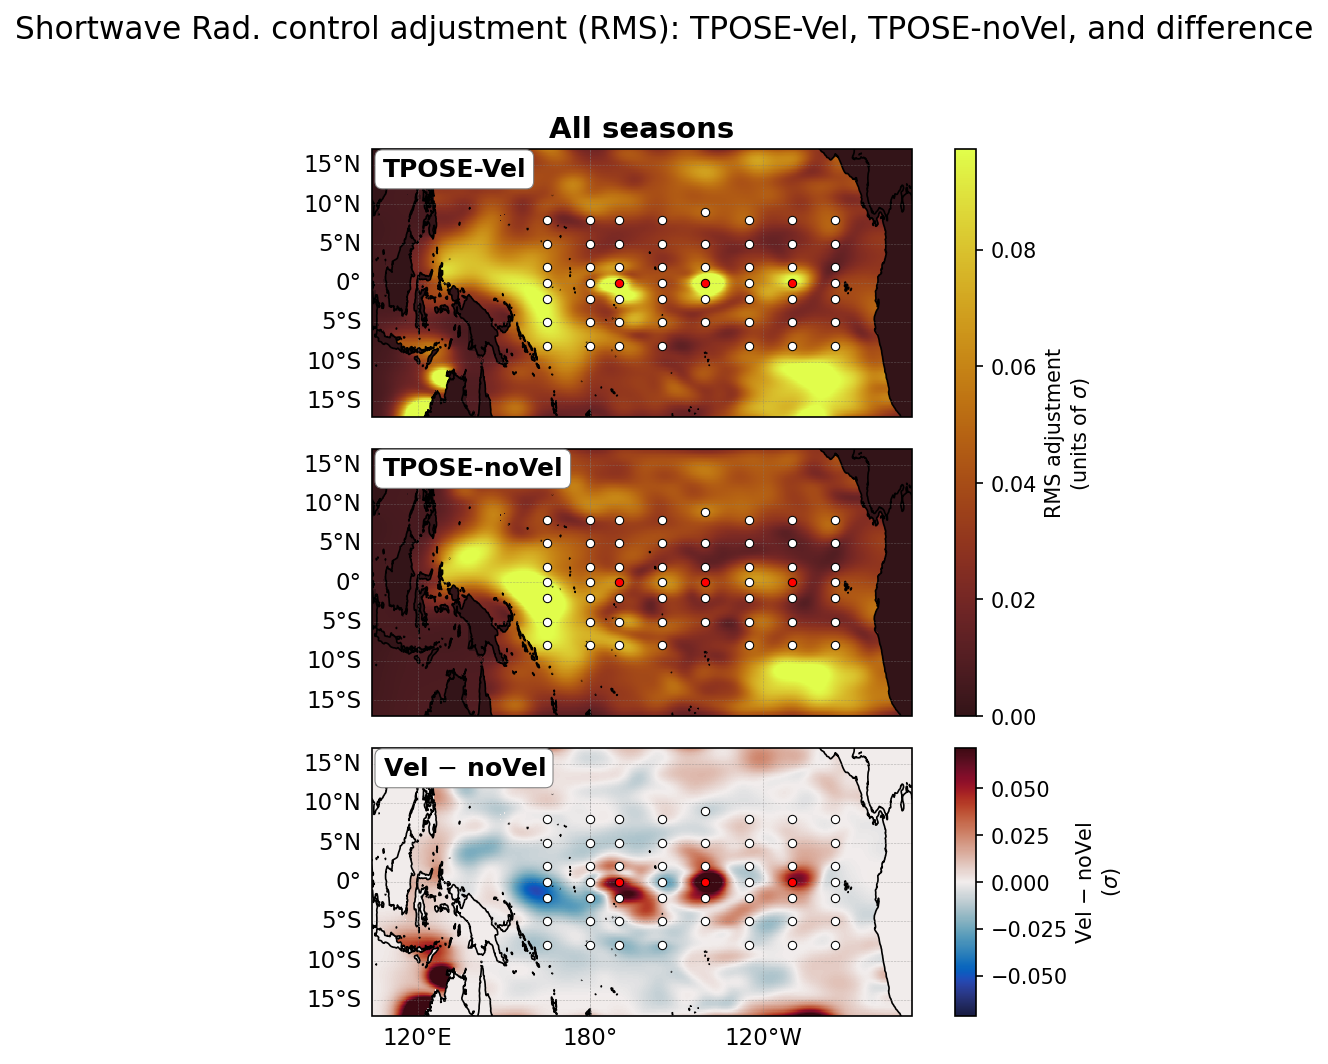 Shortwave Rad. control adjustment (RMS): TPOSE-Vel, TPOSE-noVel, and difference
All seasons
TPOSE-Vel
15°N
10°N
5°N
0°
5°S
10°S
15°S
TPOSE-noVel
15°N
10°N
5°N
0°
5°S
10°S
15°S
0.08
0.06
0.04
0.02
0.00
RMS adjustment
(units of σ)
Vel − noVel
15°N
10°N
5°N
0°
5°S
10°S
15°S
120°E
180°
120°W
0.050
0.025
0.000
−0.025
−0.050
Vel − noVel
(σ)